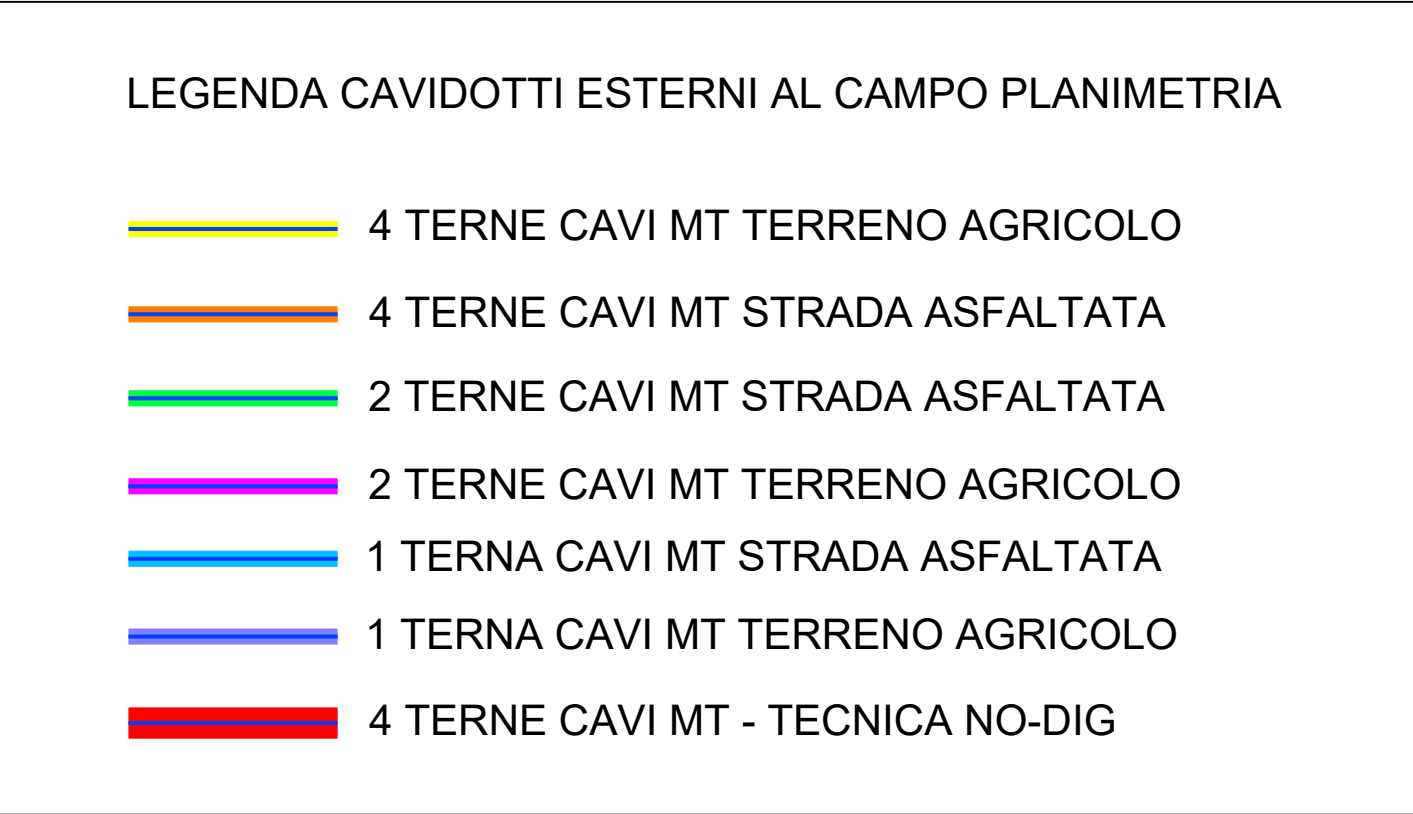 LEGENDA CAVIDOTTI ESTERNI AL CAMPO PLANIMETRIA
4 TERNE CAVI MT TERRENO AGRICOLO
4 TERNE CAVI MT STRADA ASFALTATA
2 TERNE CAVI MT STRADA ASFALTATA
2 TERNE CAVI MT TERRENO AGRICOLO
1 TERNA CAVI MT STRADA ASFALTATA
1 TERNA CAVI MT TERRENO AGRICOLO
4 TERNE CAVI MT - TECNICA NO-DIG